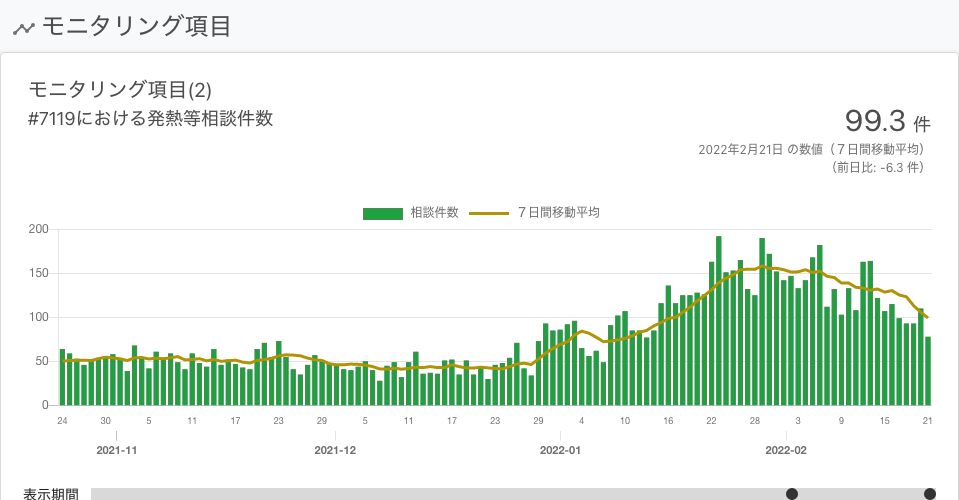 モニタリング項目
モニタリング項目(2)
#7119における発熱等相談件数
99.3 件
2022年2月21日 の数値（７日間移動平均）
（前日比: -6.3 件）
相談件数 ７日間移動平均
200
150
100
50
0
24 30 5 11 17 23 29 5 11 17 23 29 4 10 16 22 28 3 9 15 21
2021-11 2021-12 2022-01 2022-02
表示期間